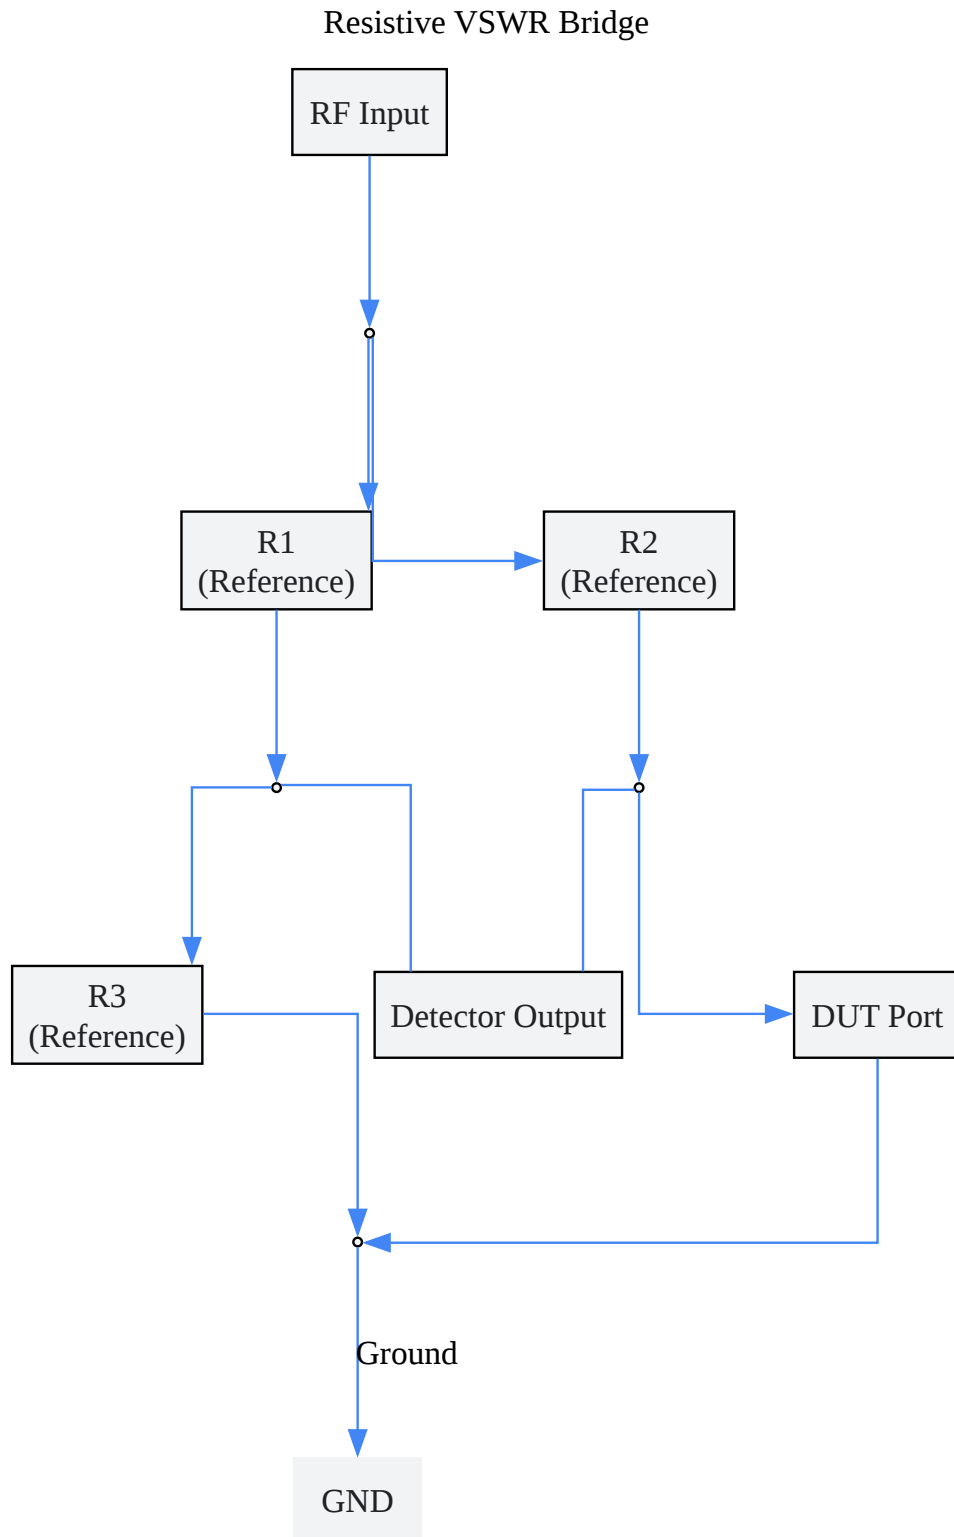 Resistive VSWR Bridge
RF Input
R1
(Reference)
R2
(Reference)
R3
(Reference)
Detector Output
DUT Port
Ground
GND